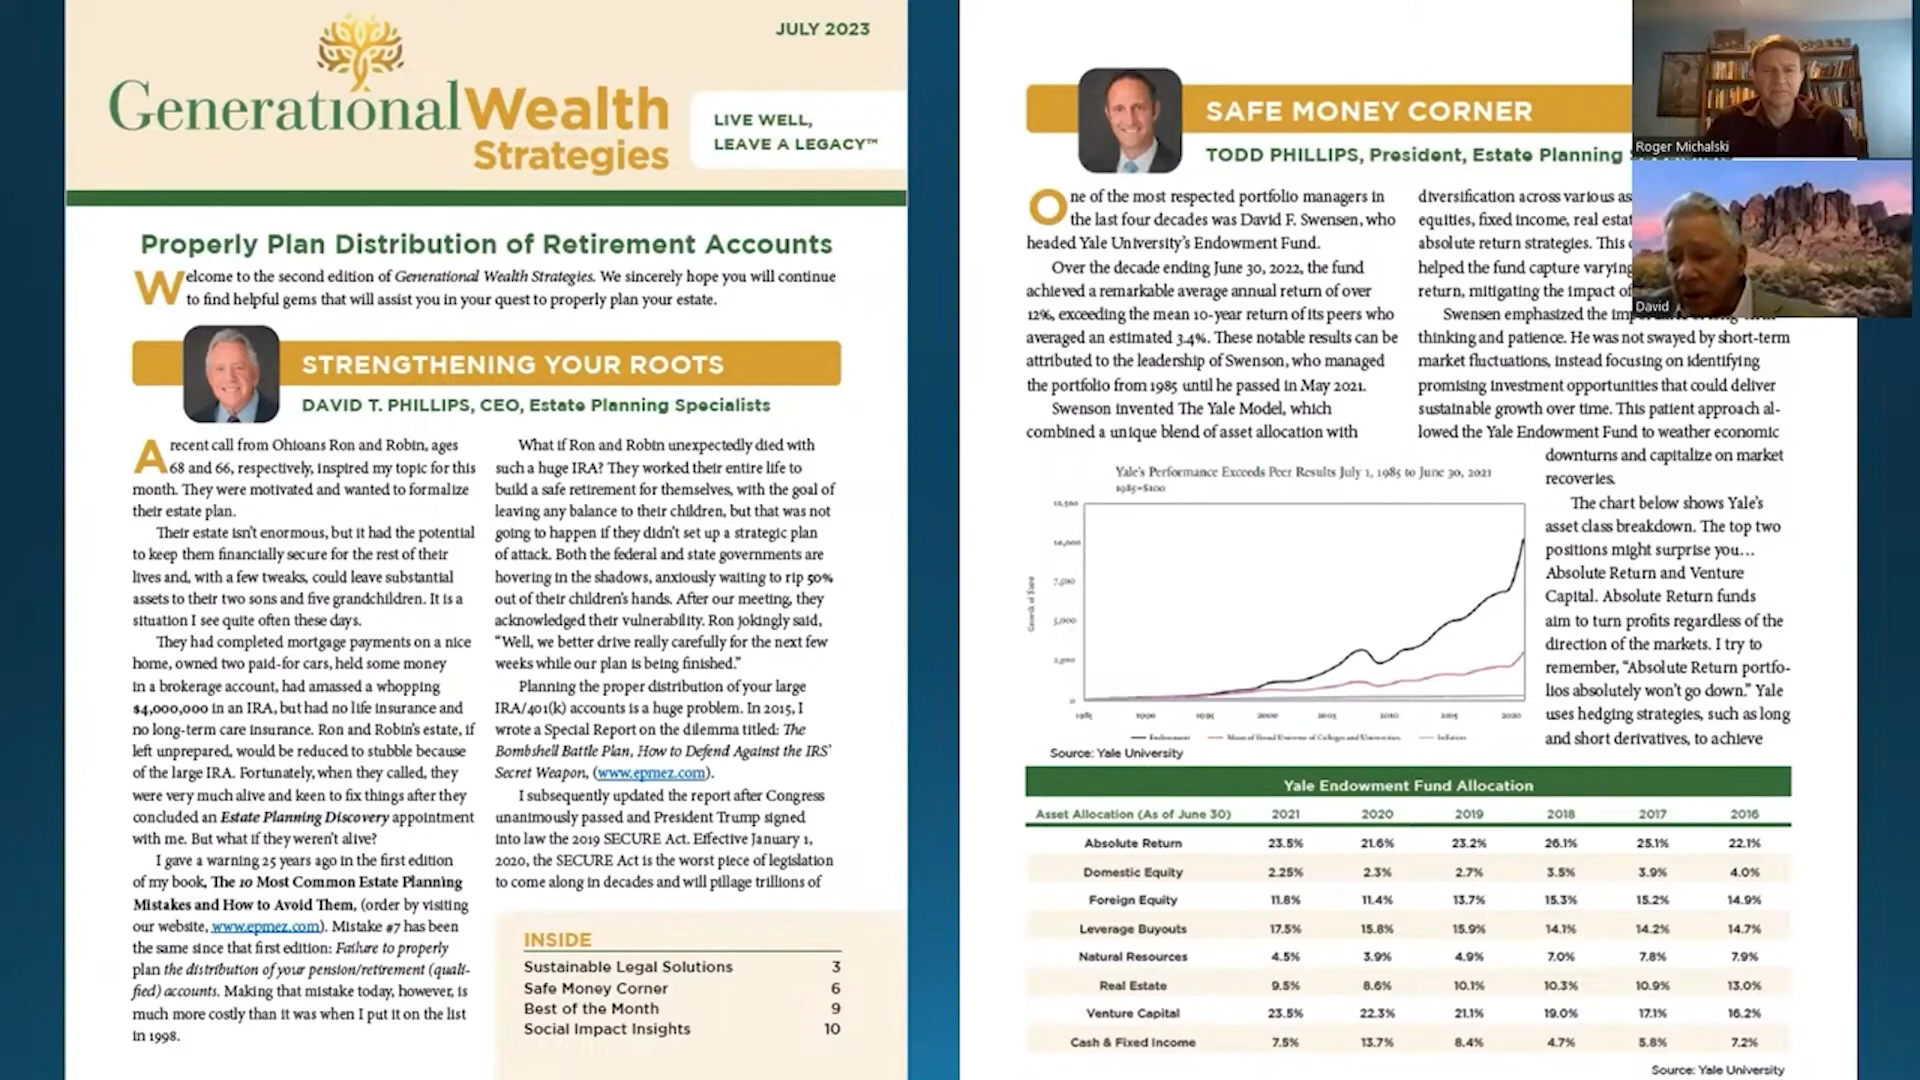 JULY 2023
Generational Wealth
Strategies
LIVE WELL,
LEAVE A LEGACY™
Properly Plan Distribution of Retirement Accounts
Welcome to the second edition of Generational Wealth Strategies. We sincerely hope you will continue
to find helpful gems that will assist you in your quest to properly plan your estate.
STRENGTHENING YOUR ROOTS
DAVID T. PHILLIPS, CEO, Estate Planning Specialists
A recent call from Ohioans Ron and Robin, ages
68 and 66, respectively, inspired my topic for this
month. They were motivated and wanted to formalize
their estate plan.
Their estate isn't enormous, but it had the potential
to keep them financially secure for the rest of their
lives and, with a few tweaks, could leave substantial
assets to their two sons and five grandchildren. It is a
situation I see quite often these days.
They had completed mortgage payments on a nice
home, owned two paid-for cars, held some money
in a brokerage account, had amassed a whopping
$4,000,000 in an IRA, but had no life insurance and
no long-term care insurance. Ron and Robin's estate, if
left unprepared, would be reduced to stubble because
of the large IRA. Fortunately, when they called, they
were very much alive and keen to fix things after they
concluded an Estate Planning Discovery appointment
with me. But what if they weren't alive?
I gave a warning 25 years ago in the first edition
of my book, The 10 Most Common Estate Planning
Mistakes and How to Avoid Them, (order by visiting
our website, www.epmez.com). Mistake #7 has been
the same since that first edition: Failure to properly
plan the distribution of your pension/retirement (quali-
fied) accounts. Making that mistake today, however, is
much more costly than it was when I put it on the list
in 1998.
What if Ron and Robin unexpectedly died with
such a huge IRA? They worked their entire life to
build a safe retirement for themselves, with the goal of
leaving any balance to their children, but that was not
going to happen if they didn't set up a strategic plan
of attack. Both the federal and state governments are
hovering in the shadows, anxiously waiting to rip 50%
out of their children's hands. After our meeting, they
acknowledged their vulnerability. Ron jokingly said,
"Well, we better drive really carefully for the next few
weeks while our plan is being finished."
Planning the proper distribution of your large
IRA/401(k) accounts is a huge problem. In 2015, I
wrote a Special Report on the dilemma titled: The
Bombshell Battle Plan, How to Defend Against the IRS'
Secret Weapon, (www.epmez.com).
I subsequently updated the report after Congress
unanimously passed and President Trump signed
into law the 2019 SECURE Act. Effective January 1,
2020, the SECURE Act is the worst piece of legislation
to come along in decades and will pillage trillions of
INSIDE
Sustainable Legal Solutions 3
Safe Money Corner 6
Best of the Month 9
Social Impact Insights 10
SAFE MONEY CORNER
TODD PHILLIPS, President, Estate Planning
One of the most respected portfolio managers in
the last four decades was David F. Swensen, who
headed Yale University's Endowment Fund.
Over the decade ending June 30, 2022, the fund
achieved a remarkable average annual return of over
12%, exceeding the mean 10-year return of its peers who
averaged an estimated 3.4%. These notable results can be
attributed to the leadership of Swenson, who managed
the portfolio from 1985 until he passed in May 2021.
Swenson invented The Yale Model, which
combined a unique blend of asset allocation with
diversification across various as
equities, fixed income, real estat
absolute return strategies. This
helped the fund capture varying
return, mitigating the impact of
Swensen emphasized the
thinking and patience. He was not swayed by short-term
market fluctuations, instead focusing on identifying
promising investment opportunities that could deliver
sustainable growth over time. This patient approach al-
lowed the Yale Endowment Fund to weather economic
downturns and capitalize on market
recoveries.
The chart below shows Yale's
asset class breakdown. The top two
positions might surprise you...
Absolute Return and Venture
Capital. Absolute Return funds
aim to turn profits regardless of the
direction of the markets. I try to
remember, "Absolute Return portfo-
lios absolutely won't go down." Yale
uses hedging strategies, such as long
and short derivatives, to achieve
Yale's Performance Exceeds Peer Results July 1, 1985 to June 30, 2021
1985=$100
12,500
10,000
7,500
5,000
2,500
0
1985 1990 1995 2000 2005 2010 2015 2020
Endowment Mean of Broad Universe of Colleges and Universities Inflation
Source: Yale University
Yale Endowment Fund Allocation
Asset Allocation (As of June 30) 2021 2020 2019 2018 2017 2016
Absolute Return 23.5% 21.6% 23.2% 26.1% 25.1% 22.1%
Domestic Equity 2.25% 2.3% 2.7% 3.5% 3.9% 4.0%
Foreign Equity 11.8% 11.4% 13.7% 15.3% 15.2% 14.9%
Leverage Buyouts 17.5% 15.8% 15.9% 14.1% 14.2% 14.7%
Natural Resources 4.5% 3.9% 4.9% 7.0% 7.8% 7.9%
Real Estate 9.5% 8.6% 10.1% 10.3% 10.9% 13.0%
Venture Capital 23.5% 22.3% 21.1% 19.0% 17.1% 16.2%
Cash & Fixed Income 7.5% 13.7% 8.4% 4.7% 5.8% 7.2%
Source: Yale University
Roger Michalski
David